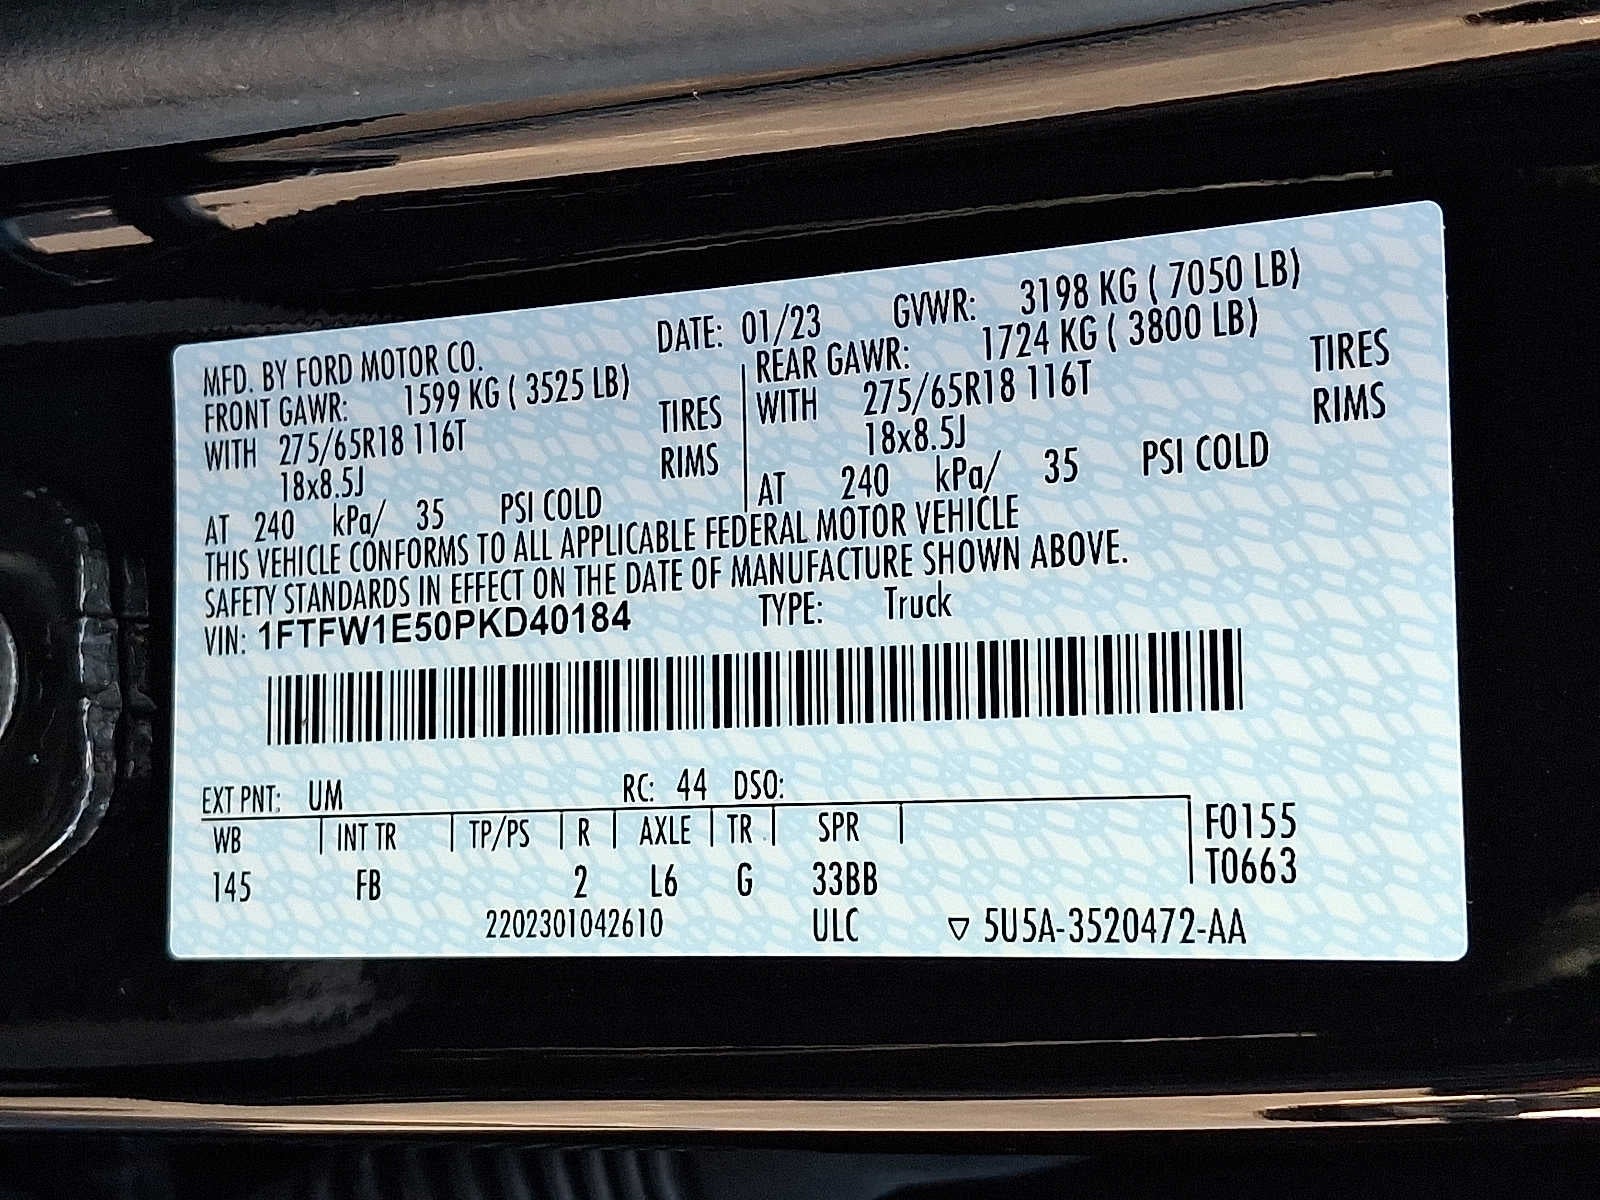 MFD. BY FORD MOTOR CO. DATE: 01/23 GVWR: 3198 KG ( 7050 LB)
FRONT GAWR: 1599 KG ( 3525 LB) REAR GAWR: 1724 KG ( 3800 LB)
WITH 275/65R18 116T TIRES WITH 275/65R18 116T TIRES
18x8.5J RIMS 18x8.5J RIMS
AT 240 kPa/ 35 PSI COLD AT 240 kPa/ 35 PSI COLD
THIS VEHICLE CONFORMS TO ALL APPLICABLE FEDERAL MOTOR VEHICLE
SAFETY STANDARDS IN EFFECT ON THE DATE OF MANUFACTURE SHOWN ABOVE.
VIN: 1FTFW1E50PKD40184 TYPE: Truck
EXT PNT: UM RC: 44 DSO:
WB INT TR TP/PS R AXLE TR SPR F0155
145 FB 2 L6 G 33BB T0663
2202301042610 ULC ▽ 5U5A-3520472-AA